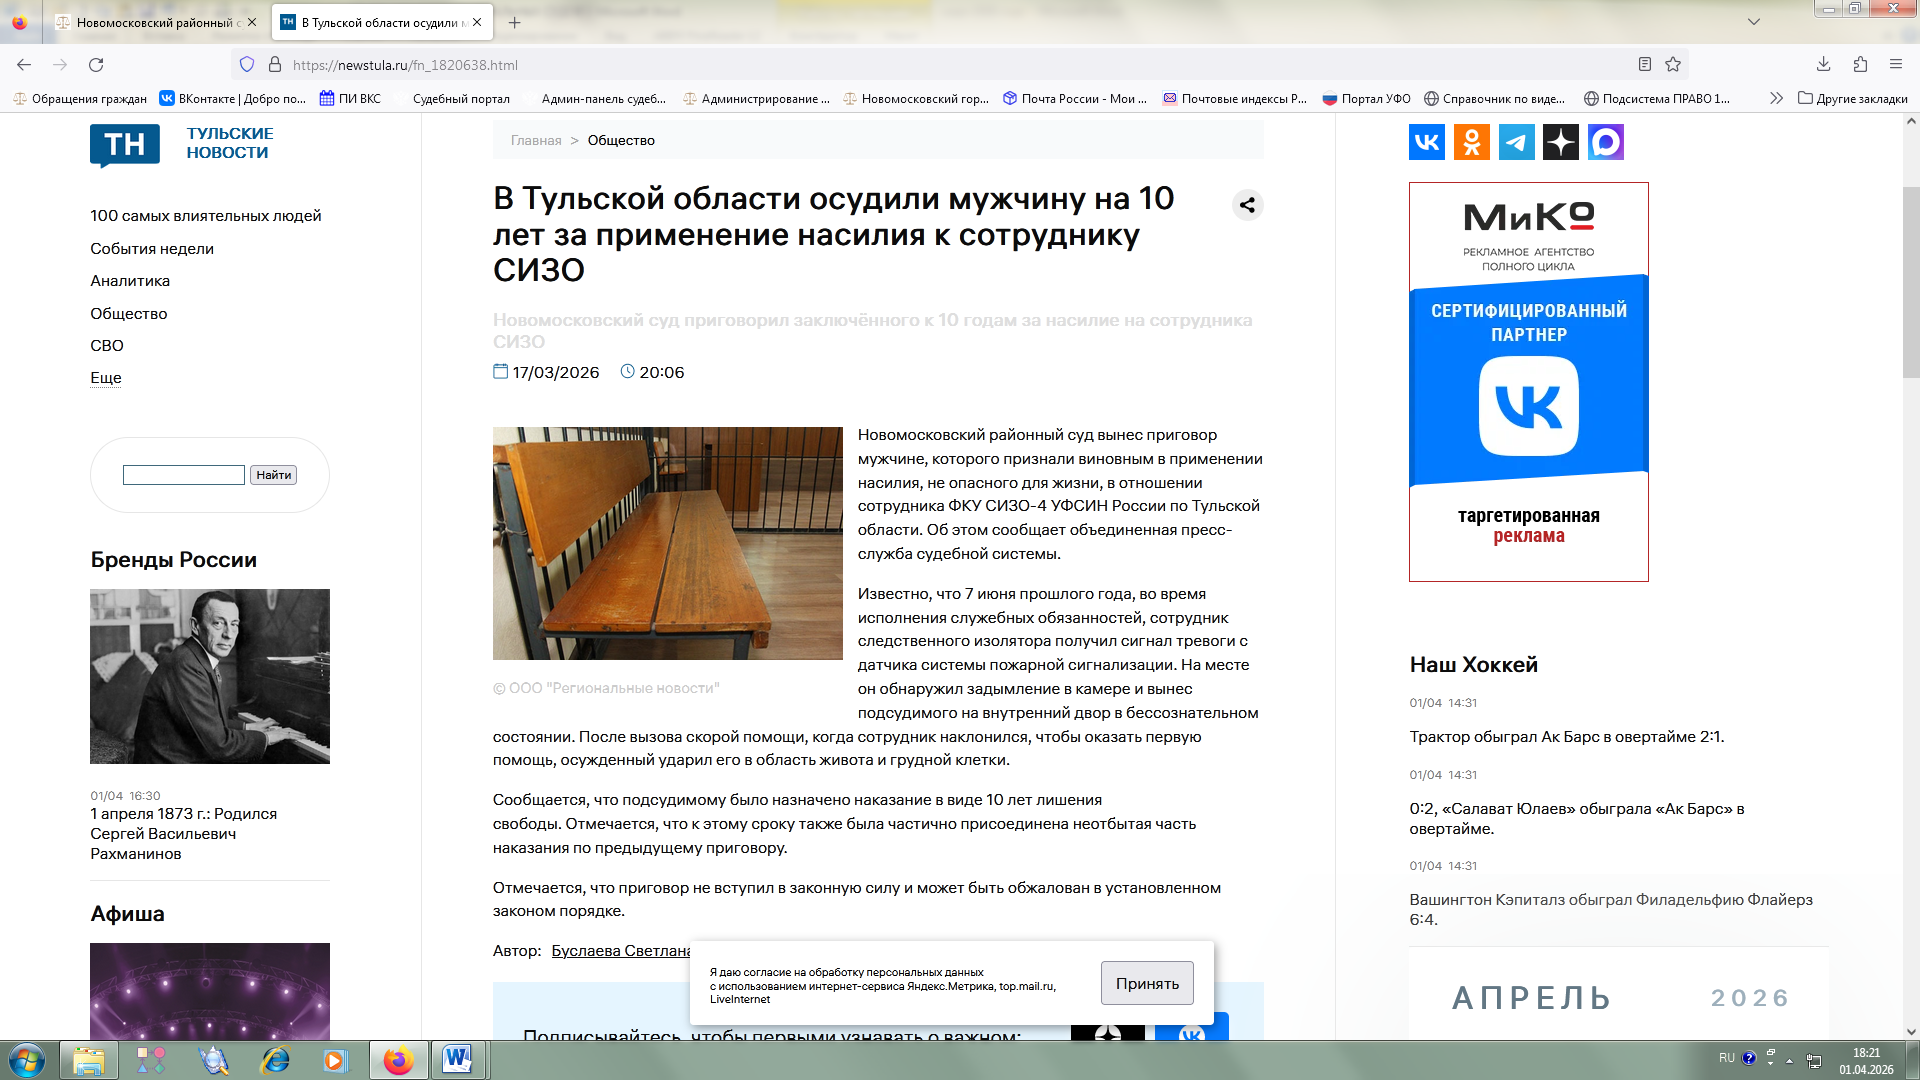 Новомосковский районный с
В Тульской области осудили м
https://newstula.ru/fn_1820638.html
Обращения граждан
ВКонтакте | Добро по...
ПИ ВКС
Судебный портал
Админ-панель судеб...
Администрирование ...
Новомосковский гор...
Почта России - Мои ...
Почтовые индексы Р...
Портал УФО
Справочник по виде...
Подсистема ПРАВО 1...
Другие закладки
ТН
ТУЛЬСКИЕ
НОВОСТИ
100 самых влиятельных людей
События недели
Аналитика
Общество
СВО
Еще
Найти
Бренды России
01/04 16:30
1 апреля 1873 г.: Родился
Сергей Васильевич
Рахманинов
Афиша
Главная > Общество
В Тульской области осудили мужчину на 10
лет за применение насилия к сотруднику
СИЗО
Новомосковский суд приговорил заключённого к 10 годам за насилие на сотрудника
СИЗО
17/03/2026 20:06
© ООО "Региональные новости"
Новомосковский районный суд вынес приговор
мужчине, которого признали виновным в применении
насилия, не опасного для жизни, в отношении
сотрудника ФКУ СИЗО-4 УФСИН России по Тульской
области. Об этом сообщает объединенная пресс-
служба судебной системы.
Известно, что 7 июня прошлого года, во время
исполнения служебных обязанностей, сотрудник
следственного изолятора получил сигнал тревоги с
датчика системы пожарной сигнализации. На месте
он обнаружил задымление в камере и вынес
подсудимого на внутренний двор в бессознательном
состоянии. После вызова скорой помощи, когда сотрудник наклонился, чтобы оказать первую
помощь, осужденный ударил его в область живота и грудной клетки.
Сообщается, что подсудимому было назначено наказание в виде 10 лет лишения
свободы. Отмечается, что к этому сроку также была частично присоединена неотбытая часть
наказания по предыдущему приговору.
Отмечается, что приговор не вступил в законную силу и может быть обжалован в установленном
законом порядке.
Автор: Буслаева Светлана
Я даю согласие на обработку персональных данных
с использованием интернет-сервиса Яндекс.Метрика, top.mail.ru,
LiveInternet
Принять
Подписывайтесь, чтобы первыми узнавать о важном:
МиКо
РЕКЛАМНОЕ АГЕНТСТВО
ПОЛНОГО ЦИКЛА
СЕРТИФИЦИРОВАННЫЙ
ПАРТНЕР
таргетированная
реклама
Наш Хоккей
01/04 14:31
Трактор обыграл Ак Барс в овертайме 2:1.
01/04 14:31
0:2, «Салават Юлаев» обыграла «Ак Барс» в
овертайме.
01/04 14:31
Вашингтон Кэпиталз обыграл Филадельфию Флайерз
6:4.
АПРЕЛЬ 2026
RU
18:21
01.04.2026